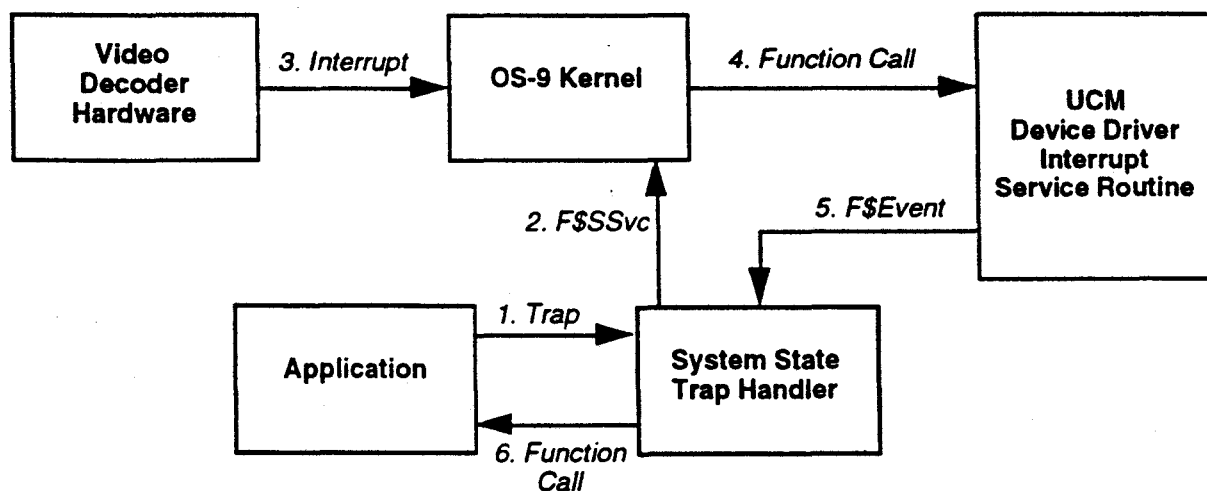 Video
Decoder
Hardware
3. Interrupt
OS-9 Kernel
4. Function Call
UCM
Device Driver
Interrupt
Service Routine
2. F$SSvc
5. F$Event
Application
1. Trap
System State
Trap Handler
6. Function
Call